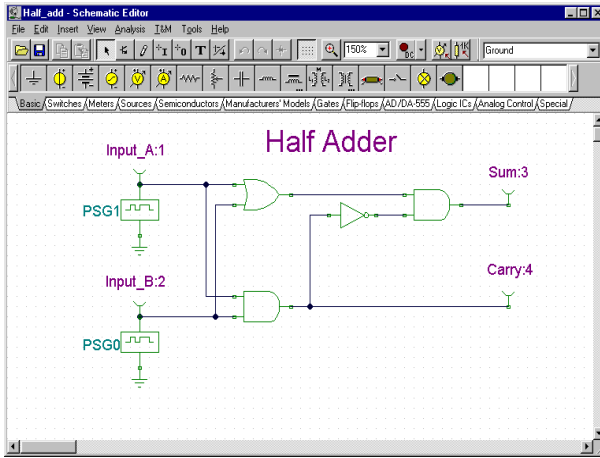 Half_add - Schematic Editor
File Edit Insert View Analysis T&M Tools Help
150% DC Ground
Basic Switches Meters Sources Semiconductors Manufacturers' Models Gates Flip-flops AD/DA-555 Logic ICs Analog Control Special
Half Adder
Input_A:1
Sum:3
PSG1
Input_B:2
Carry:4
PSG0